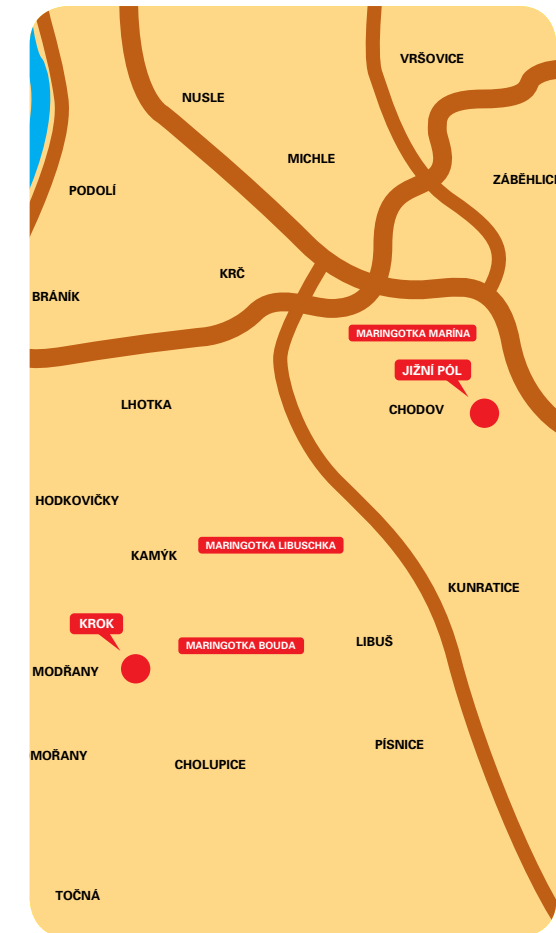 VRŠOVICE
NUSLE
MICHLE
ZÁBĚHLICE
PODOLÍ
KRČ
BRÁNÍK
MARINGOTKA MARÍNA
JIŽNÍ PÓL
LHOTKA
CHODOV
HODKOVIČKY
MARINGOTKA LIBUSCHKA
KAMÝK
KUNRATICE
KROK
LIBUŠ
MARINGOTKA BOUDA
MODŘANY
PÍSNICE
MOŘANY
CHOLUPICE
TOČNÁ